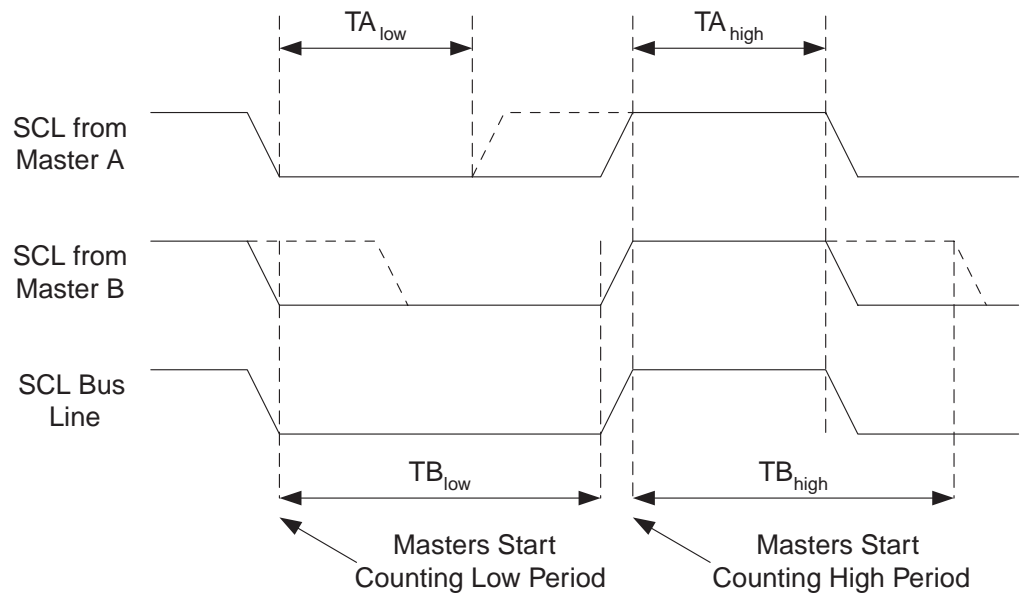 TAlow
TAhigh
SCL from
Master A
SCL from
Master B
SCL Bus
Line
TBlow
TBhigh
Masters Start
Counting Low Period
Masters Start
Counting High Period